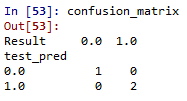 In [53]: confusion_matrix
Out[53]:
Result     0.0  1.0
test_pred
0.0          1    0
1.0          0    2